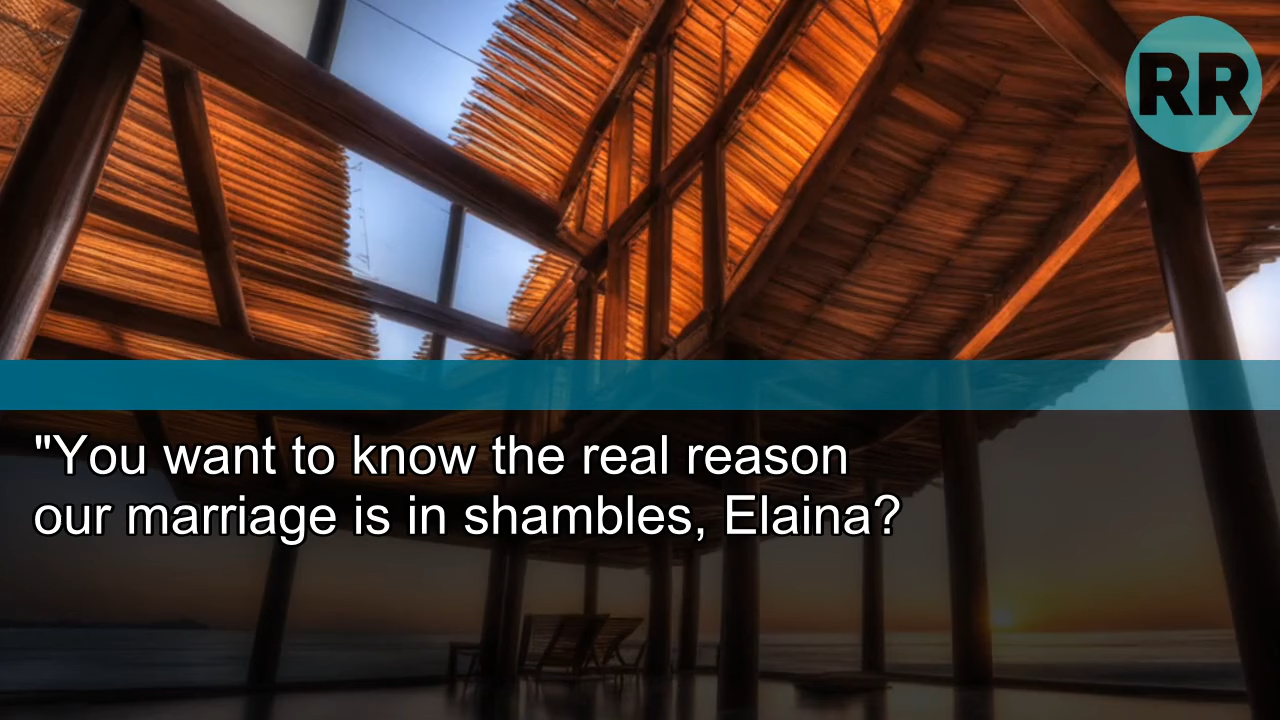 RR
"You want to know the real reason
our marriage is in shambles, Elaina?